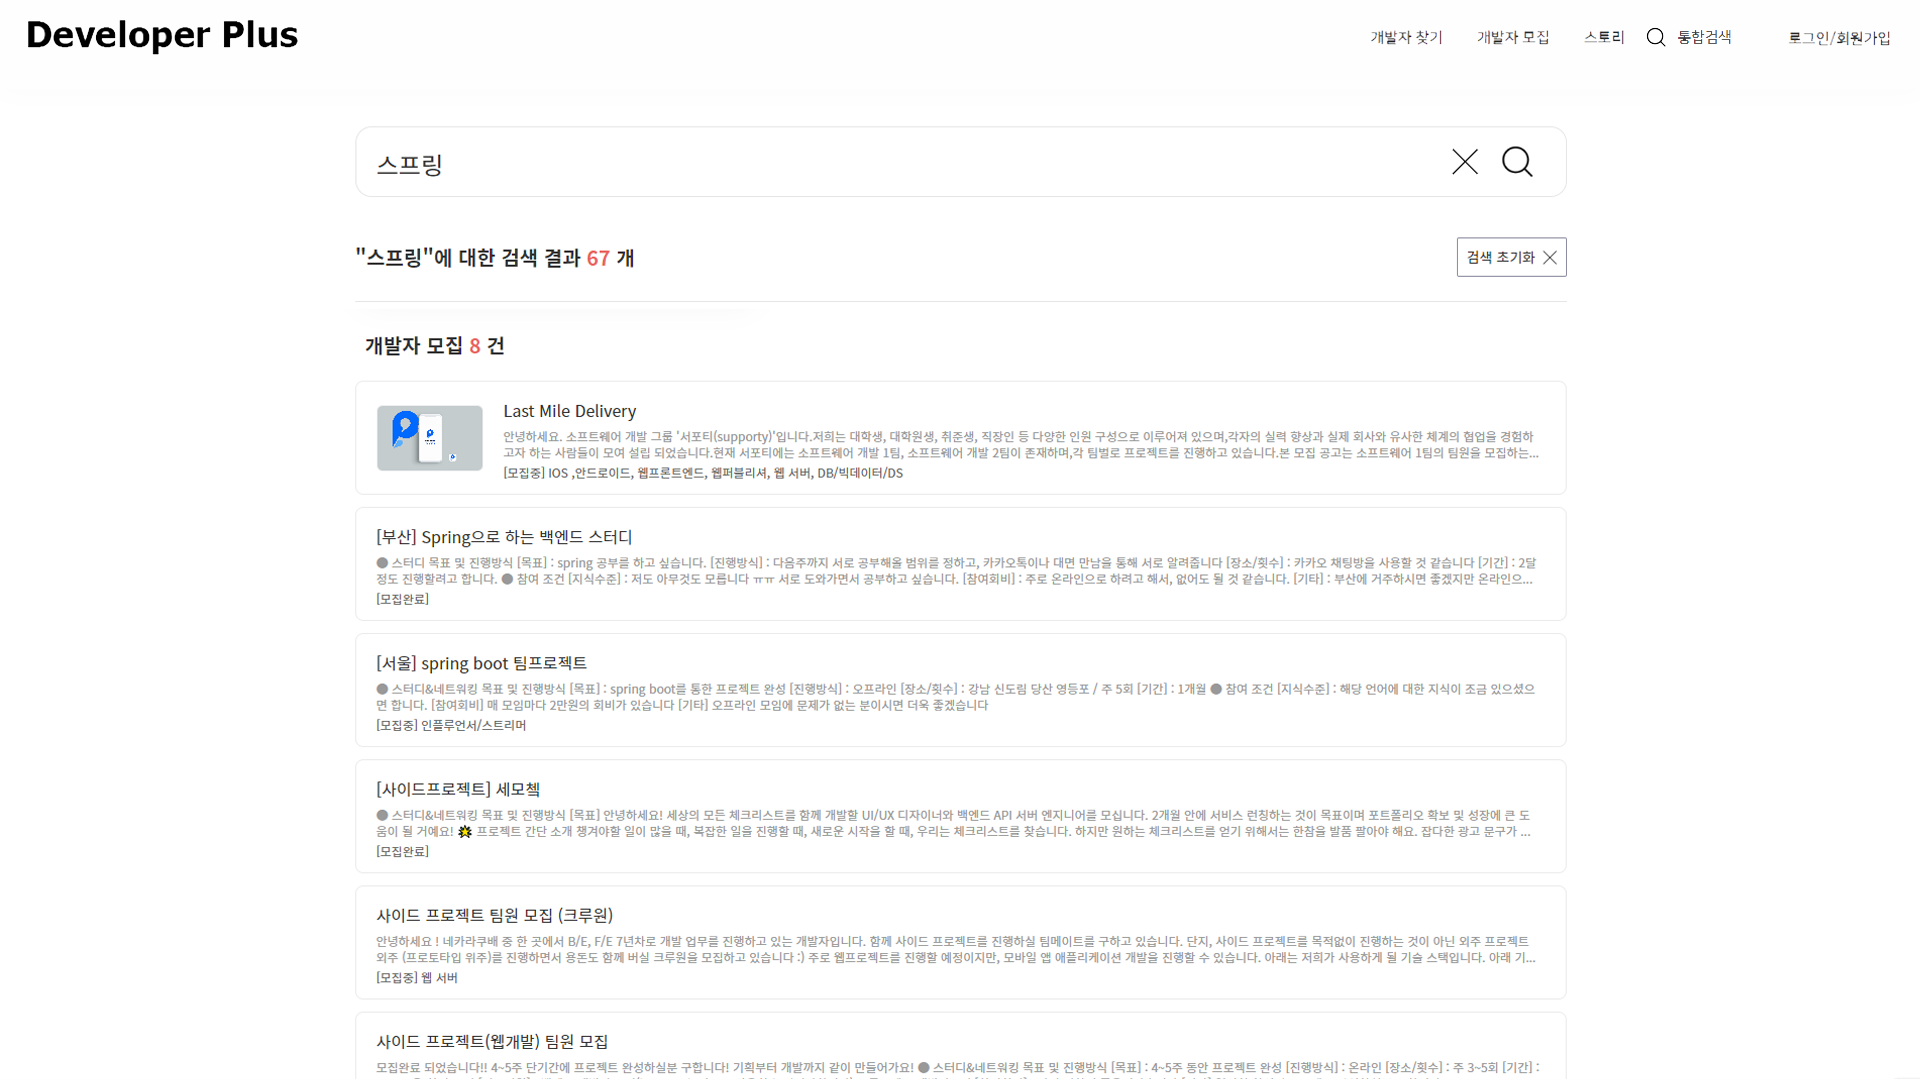 Developer Plus
개발자 찾기 개발자 모집 스토리 통합검색 로그인/회원가입
스프링
"스프링"에 대한 검색 결과 67 개
검색 초기화
개발자 모집 8 건
Last Mile Delivery
안녕하세요. 소프트웨어 개발 그룹 '서포티(supporty)'입니다.저희는 대학생, 대학원생, 취준생, 직장인 등 다양한 인원 구성으로 이루어져 있으며,각자의 실력 향상과 실제 회사와 유사한 체계의 협업을 경험하
고자 하는 사람들이 모여 설립 되었습니다.현재 서포티에는 소프트웨어 개발 1팀, 소프트웨어 개발 2팀이 존재하며,각 팀별로 프로젝트를 진행하고 있습니다.본 모집 공고는 소프트웨어 1팀의 팀원을 모집하는...
[모집중] IOS ,안드로이드, 웹프론트엔드, 웹퍼블리셔, 웹 서버, DB/빅데이터/DS
[부산] Spring으로 하는 백엔드 스터디
● 스터디 목표 및 진행방식 [목표] : spring 공부를 하고 싶습니다. [진행방식] : 다음주까지 서로 공부해올 범위를 정하고, 카카오톡이나 대면 만남을 통해 서로 알려줍니다 [장소/횟수] : 카카오 채팅방을 사용할 것 같습니다 [기간] : 2달
정도 진행할려고 합니다. ● 참여 조건 [지식수준] : 저도 아무것도 모릅니다 ㅠㅠ 서로 도와가면서 공부하고 싶습니다. [참여회비] : 주로 온라인으로 하려고 해서, 없어도 될 것 같습니다. [기타] : 부산에 거주하시면 좋겠지만 온라인으...
[모집완료]
[서울] spring boot 팀프로젝트
● 스터디&네트워킹 목표 및 진행방식 [목표] : spring boot를 통한 프로젝트 완성 [진행방식] : 오프라인 [장소/횟수] : 강남 신도림 당산 영등포 / 주 5회 [기간] : 1개월 ● 참여 조건 [지식수준] : 해당 언어에 대한 지식이 조금 있으셨으
면 합니다. [참여회비] 매 모임마다 2만원의 회비가 있습니다 [기타] 오프라인 모임에 문제가 없는 분이시면 더욱 좋겠습니다
[모집중] 인플루언서/스트리머
[사이드프로젝트] 세모첵
● 스터디&네트워킹 목표 및 진행방식 [목표] 안녕하세요! 세상의 모든 체크리스트를 함께 개발할 UI/UX 디자이너와 백엔드 API 서버 엔지니어를 모십니다. 2개월 안에 서비스 런칭하는 것이 목표이며 포트폴리오 확보 및 성장에 큰 도
움이 될 거예요! 프로젝트 간단 소개 챙겨야할 일이 많을 때, 복잡한 일을 진행할 때, 새로운 시작을 할 때, 우리는 체크리스트를 찾습니다. 하지만 원하는 체크리스트를 얻기 위해서는 한참을 발품 팔아야 해요. 잡다한 광고 문구가 ...
[모집완료]
사이드 프로젝트 팀원 모집 (크루원)
안녕하세요 ! 네카라쿠배 중 한 곳에서 B/E, F/E 7년차로 개발 업무를 진행하고 있는 개발자입니다. 함께 사이드 프로젝트를 진행하실 팀메이트를 구하고 있습니다. 단지, 사이드 프로젝트를 목적없이 진행하는 것이 아닌 외주 프로젝트
외주 (프로토타입 위주)를 진행하면서 용돈도 함께 버실 크루원을 모집하고 있습니다 :) 주로 웹프로젝트를 진행할 예정이지만, 모바일 앱 애플리케이션 개발을 진행할 수 있습니다. 아래는 저희가 사용하게 될 기술 스택입니다. 아래 기...
[모집중] 웹 서버
사이드 프로젝트(웹개발) 팀원 모집
모집완료 되었습니다!! 4~5주 단기간에 프로젝트 완성하실분 구합니다! 기획부터 개발까지 같이 만들어가요! ● 스터디&네트워킹 목표 및 진행방식 [목표] : 4~5주 동안 프로젝트 완성 [진행방식] : 온라인 [장소/횟수] : 주 3~5회 [기간] :